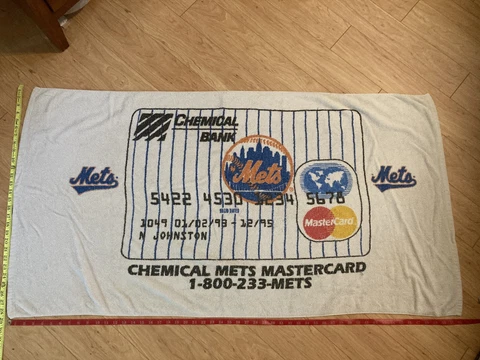 CHEMICAL
BANK
Mets
Mets
Mets
5422 4530 1234 5678
1049 01/02/93 - 12/95
N JOHNSTON
MasterCard
CHEMICAL METS MASTERCARD
1-800-233-METS